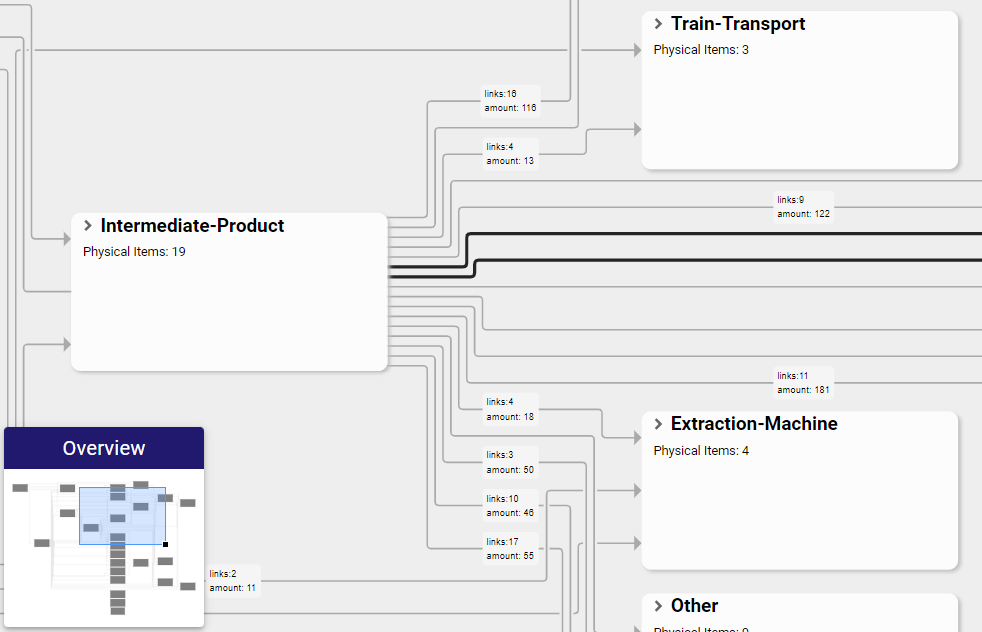 Train-Transport
Physical Items: 3
links:16
amount: 116
links:4
amount: 13
links:9
amount: 122
Intermediate-Product
Physical Items: 19
links:11
amount: 181
links:4
amount: 18
Extraction-Machine
Physical Items: 4
Overview
links:3
amount: 50
links:10
amount: 46
links:17
amount: 55
links:2
amount: 11
Other
Physical Items: